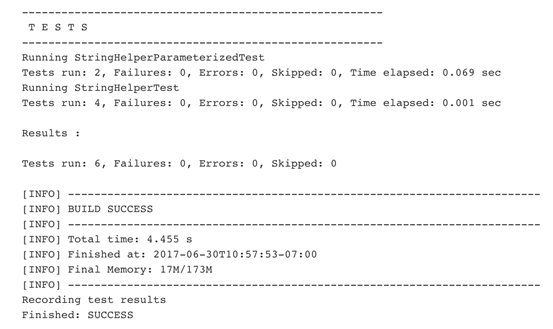 -------------------------------------------------------
 T E S T S
-------------------------------------------------------
Running StringHelperParameterizedTest
Tests run: 2, Failures: 0, Errors: 0, Skipped: 0, Time elapsed: 0.069 sec
Running StringHelperTest
Tests run: 4, Failures: 0, Errors: 0, Skipped: 0, Time elapsed: 0.001 sec

Results :

Tests run: 6, Failures: 0, Errors: 0, Skipped: 0

[INFO] ------------------------------------------------------------------------
[INFO] BUILD SUCCESS
[INFO] ------------------------------------------------------------------------
[INFO] Total time: 4.455 s
[INFO] Finished at: 2017-06-30T10:57:53-07:00
[INFO] Final Memory: 17M/173M
[INFO] ------------------------------------------------------------------------
Recording test results
Finished: SUCCESS